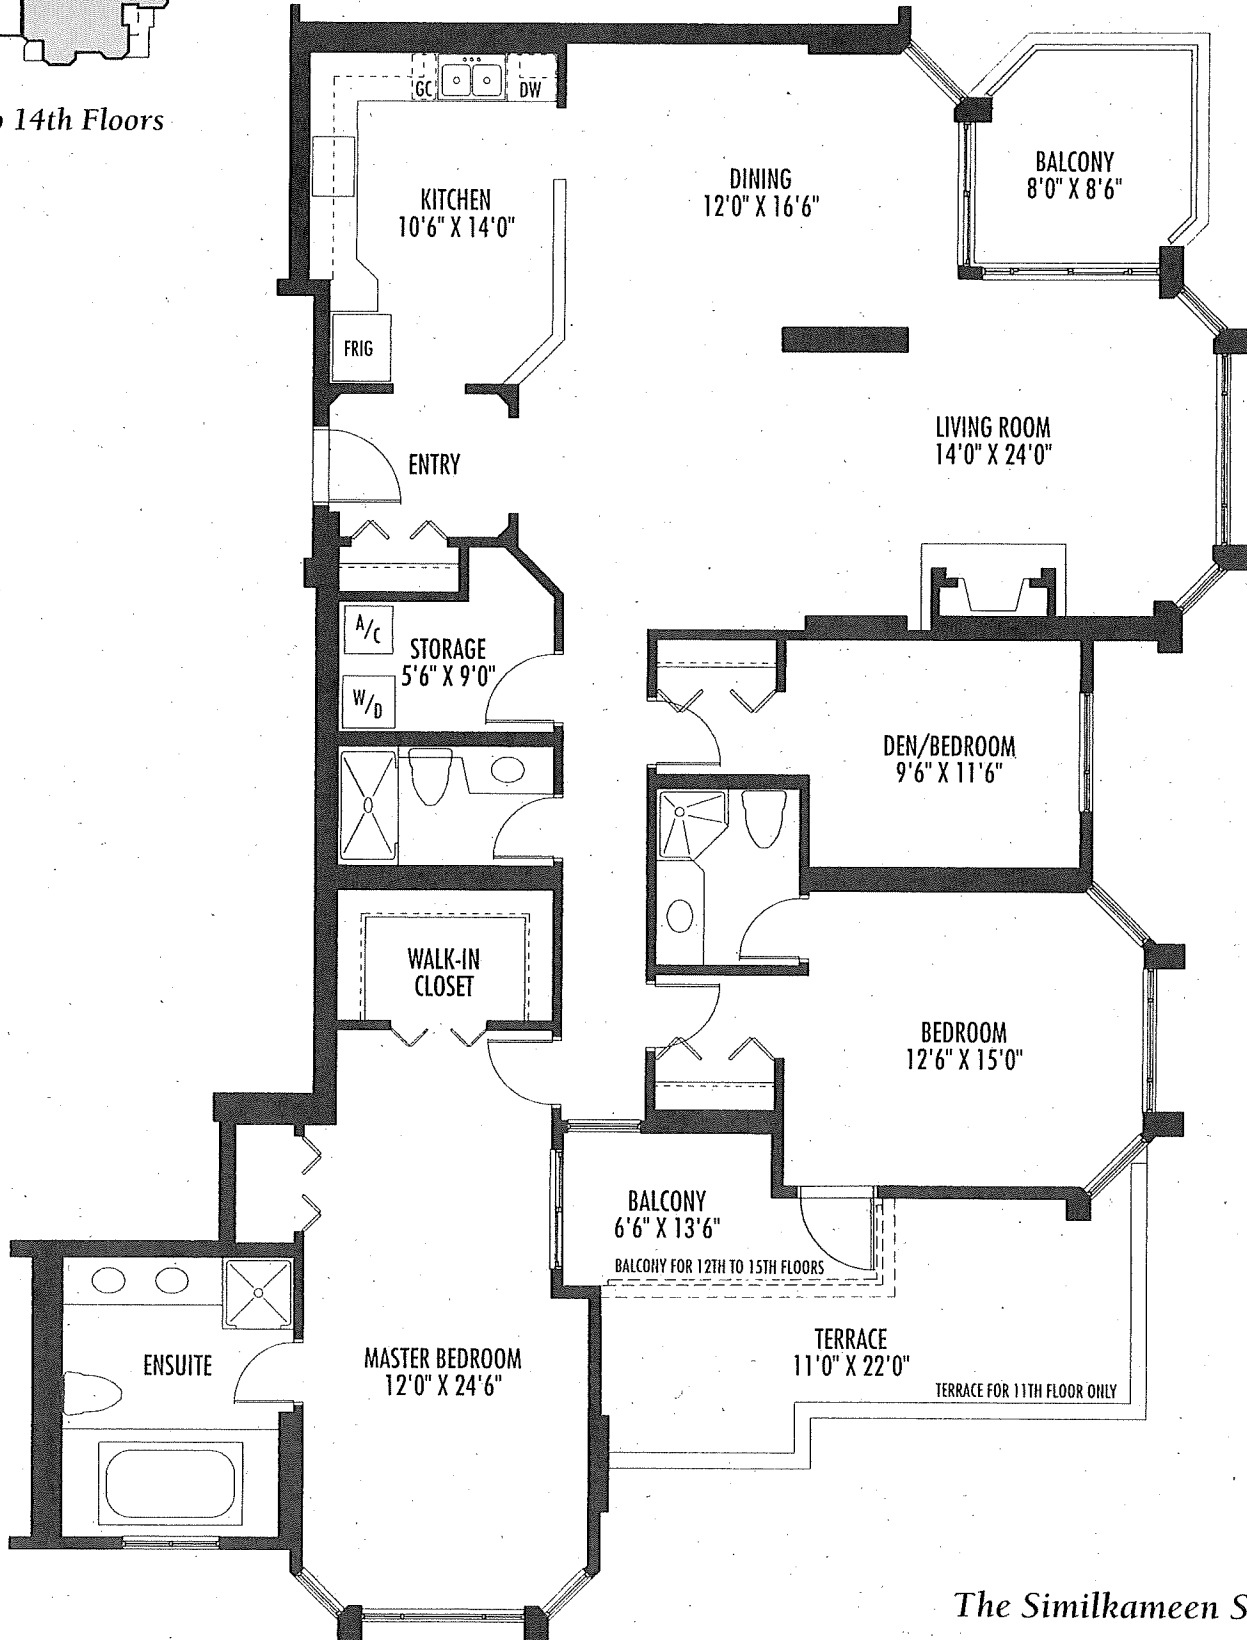 14th Floors
GC
DW
KITCHEN
10'6" X 14'0"
DINING
12'0" X 16'6"
BALCONY
8'0" X 8'6"
FRIG
ENTRY
LIVING ROOM
14'0" X 24'0"
A/C
STORAGE
5'6" X 9'0"
W/D
DEN/BEDROOM
9'6" X 11'6"
WALK-IN
CLOSET
BEDROOM
12'6" X 15'0"
BALCONY
6'6" X 13'6"
BALCONY FOR 12TH TO 15TH FLOORS
ENSUITE
MASTER BEDROOM
12'0" X 24'6"
TERRACE
11'0" X 22'0"
TERRACE FOR 11TH FLOOR ONLY
The Similkameen S